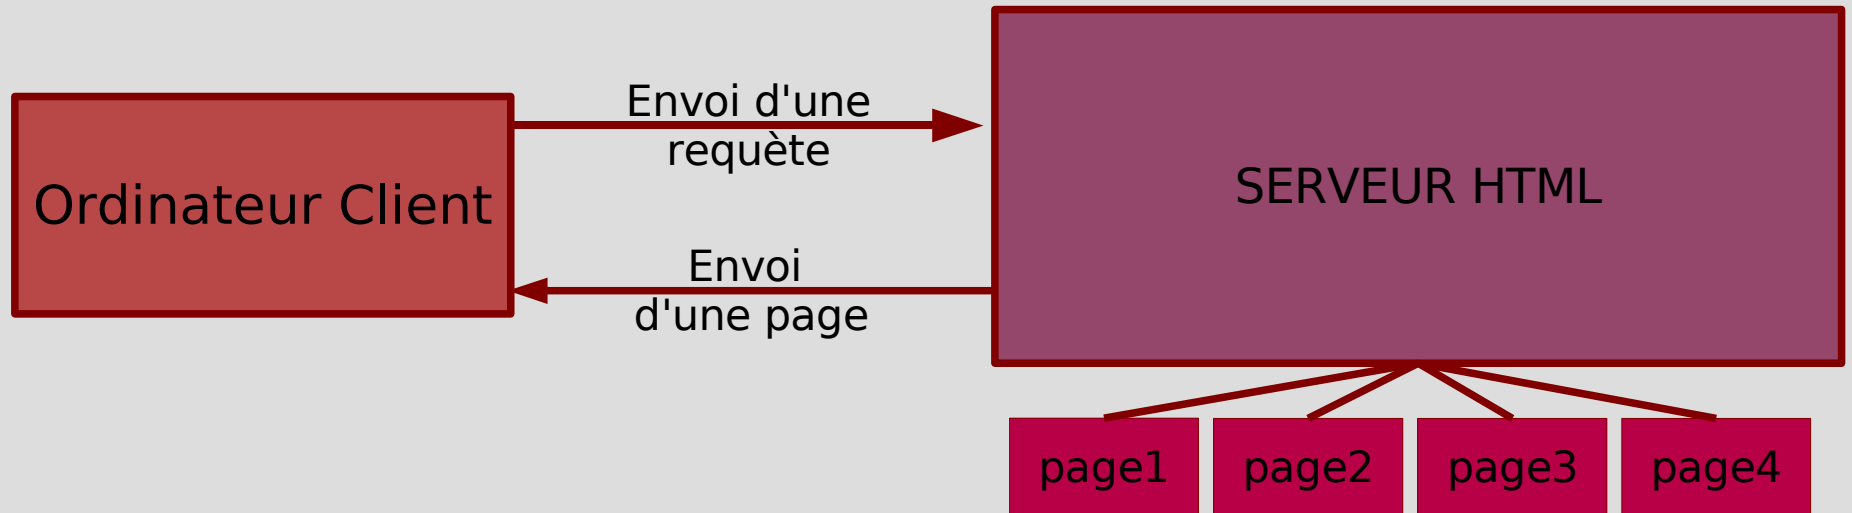 Envoi d'une
requète
Ordinateur Client
SERVEUR HTML
Envoi
d'une page
page1 page2 page3 page4